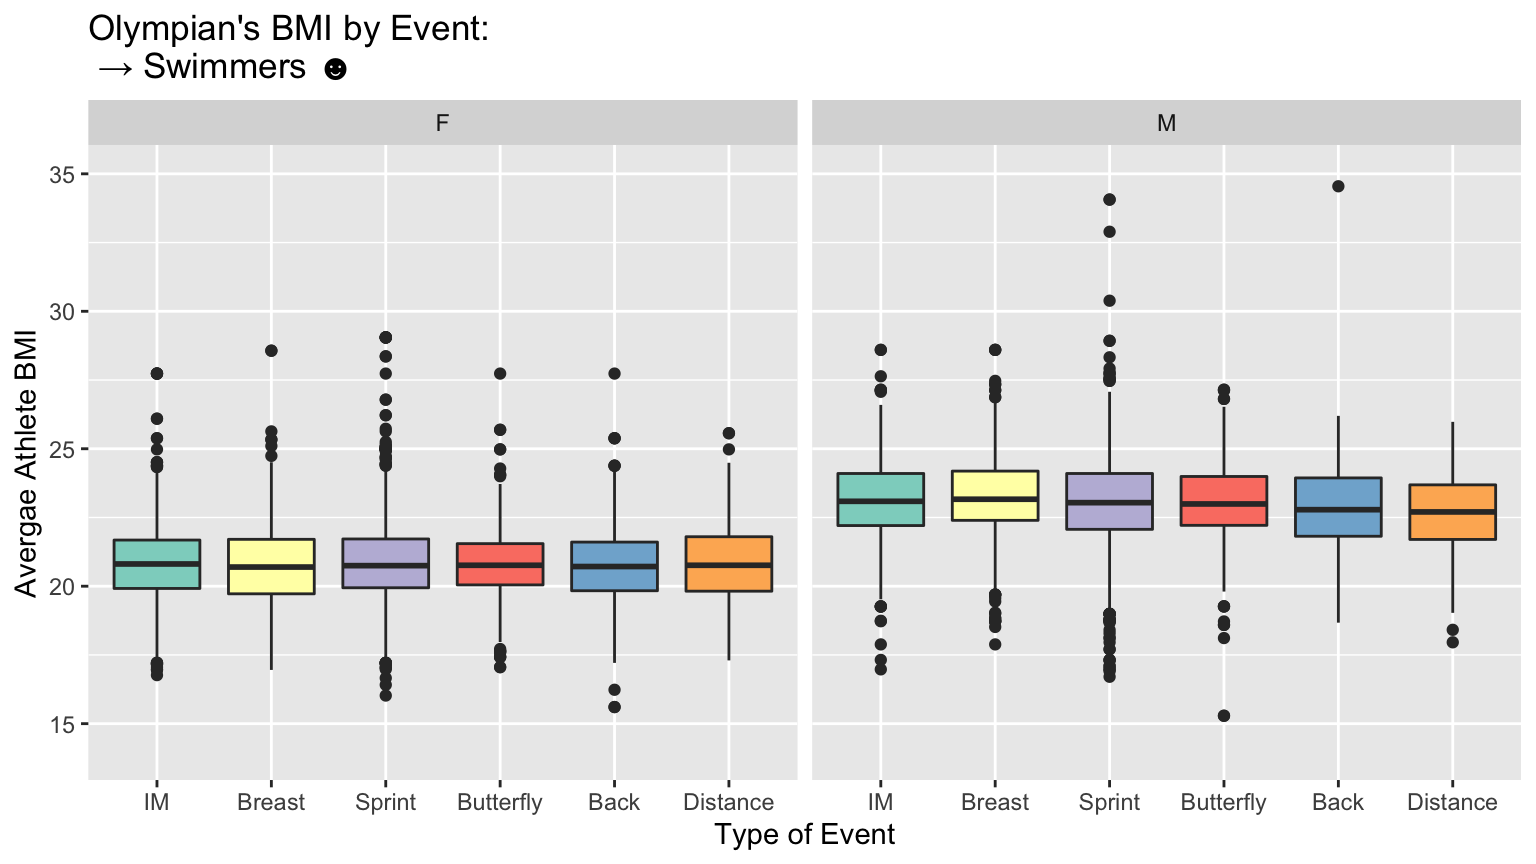 Olympian's BMI by Event:
→ Swimmers ☻
F
M
Avergae Athlete BMI
35
30
25
20
15
IM Breast Sprint Butterfly Back Distance
IM Breast Sprint Butterfly Back Distance
Type of Event